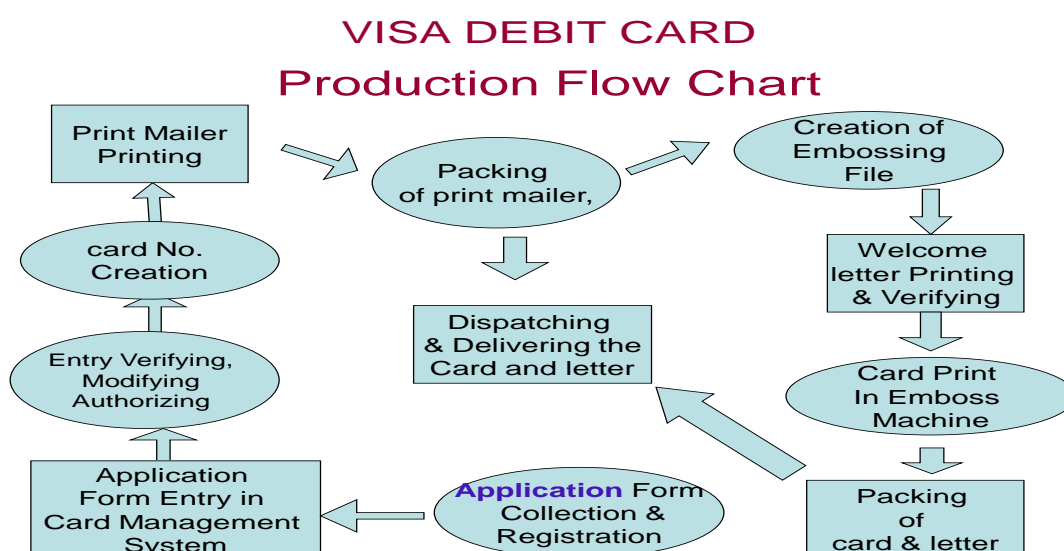 VISA DEBIT CARD
Production Flow Chart
Print Mailer
Printing
Packing
of print mailer,
Creation of
Embossing
File
card No.
Creation
Welcome
letter Printing
& Verifying
Dispatching
& Delivering the
Card and letter
Entry Verifying,
Modifying
Authorizing
Card Print
In Emboss
Machine
Application
Form Entry in
Card Management
System
Application Form
Collection &
Registration
Packing
of
card & letter